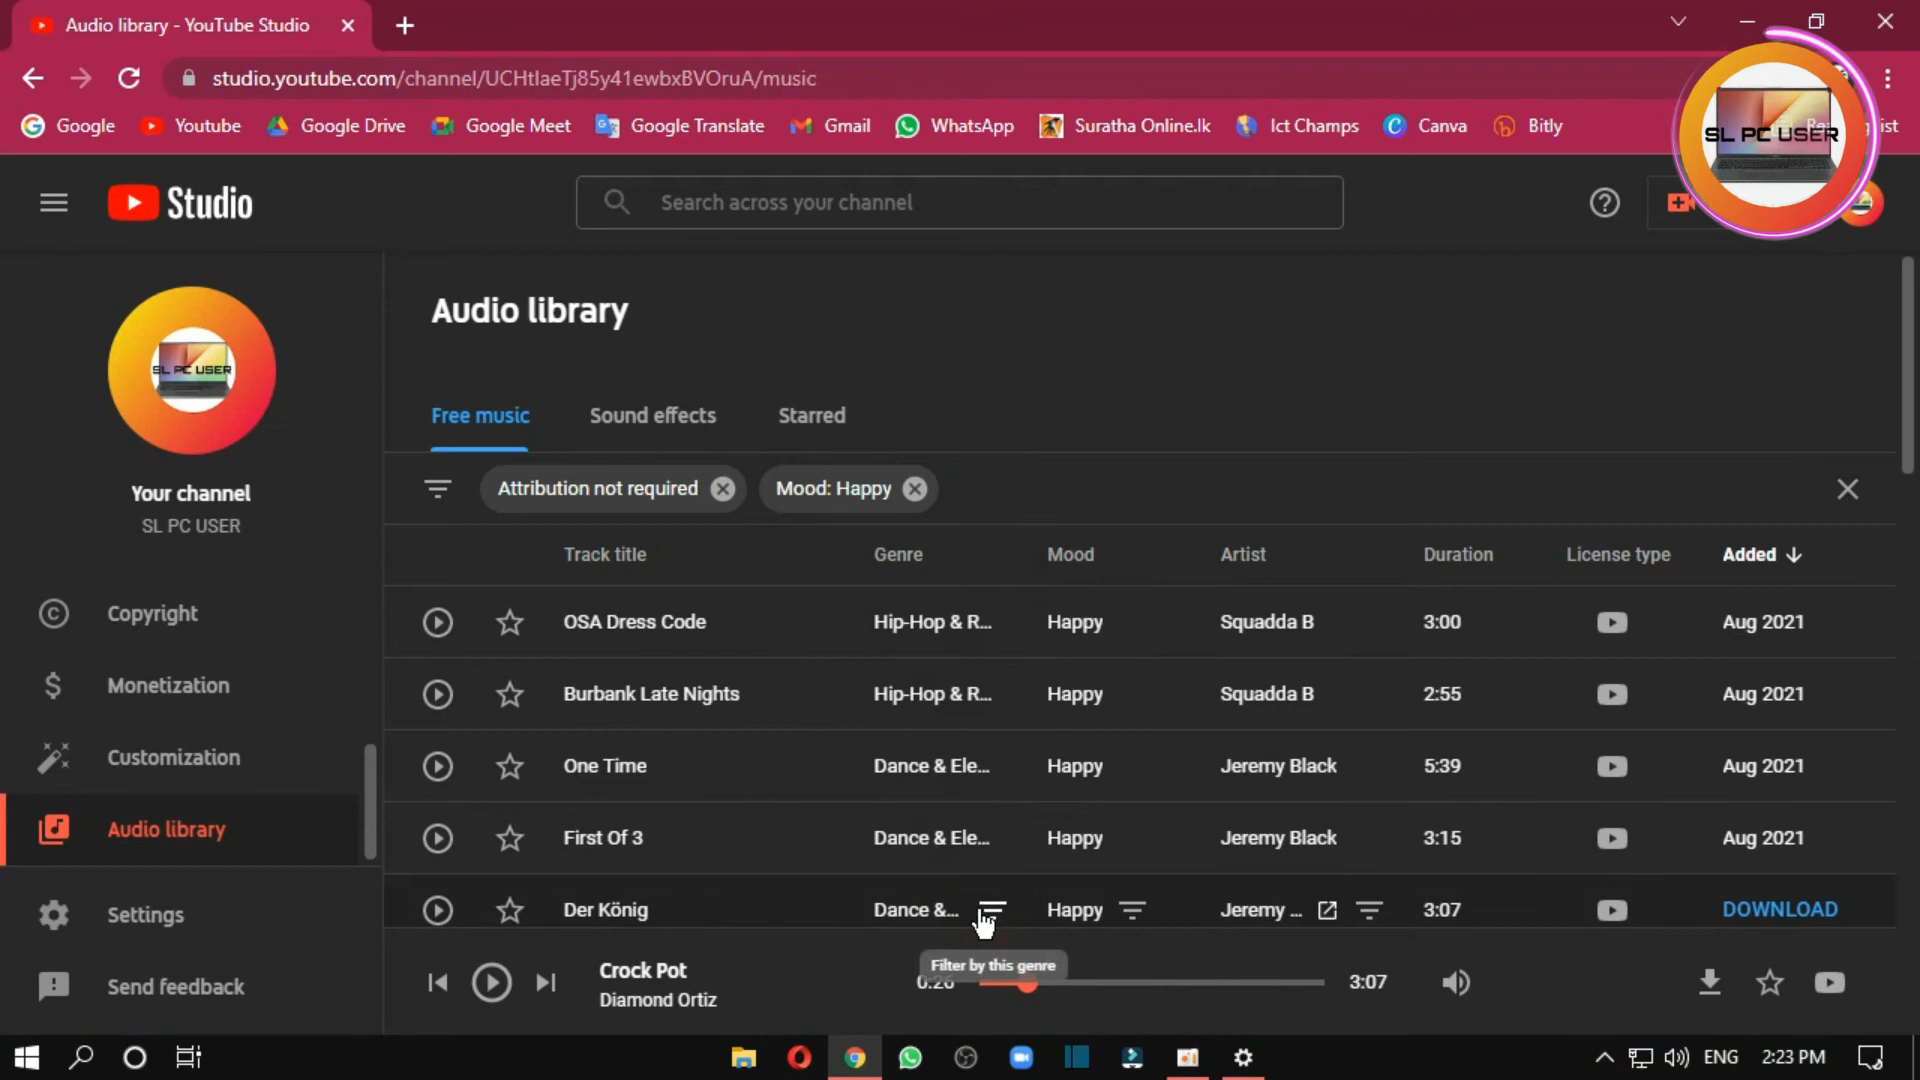 Audio library - YouTube Studio
studio.youtube.com/channel/UCHtlaeTj85y41ewbxBVOruA/music
Google Youtube Google Drive Google Meet Google Translate Gmail WhatsApp Suratha Online.lk Ict Champs Canva Bitly
SL PC USER
Studio
Search across your channel
SL PC USER
Your channel
SL PC USER
Copyright
Monetization
Customization
Audio library
Settings
Send feedback
Audio library
Free music Sound effects Starred
Attribution not required Mood: Happy
Track title Genre Mood Artist Duration License type Added
OSA Dress Code Hip-Hop & R... Happy Squadda B 3:00 Aug 2021
Burbank Late Nights Hip-Hop & R... Happy Squadda B 2:55 Aug 2021
One Time Dance & Ele... Happy Jeremy Black 5:39 Aug 2021
First Of 3 Dance & Ele... Happy Jeremy Black 3:15 Aug 2021
Der König Dance &... Happy Jeremy ... 3:07 DOWNLOAD
Filter by this genre
Crock Pot
Diamond Ortiz
0:26 3:07
ENG 2:23 PM